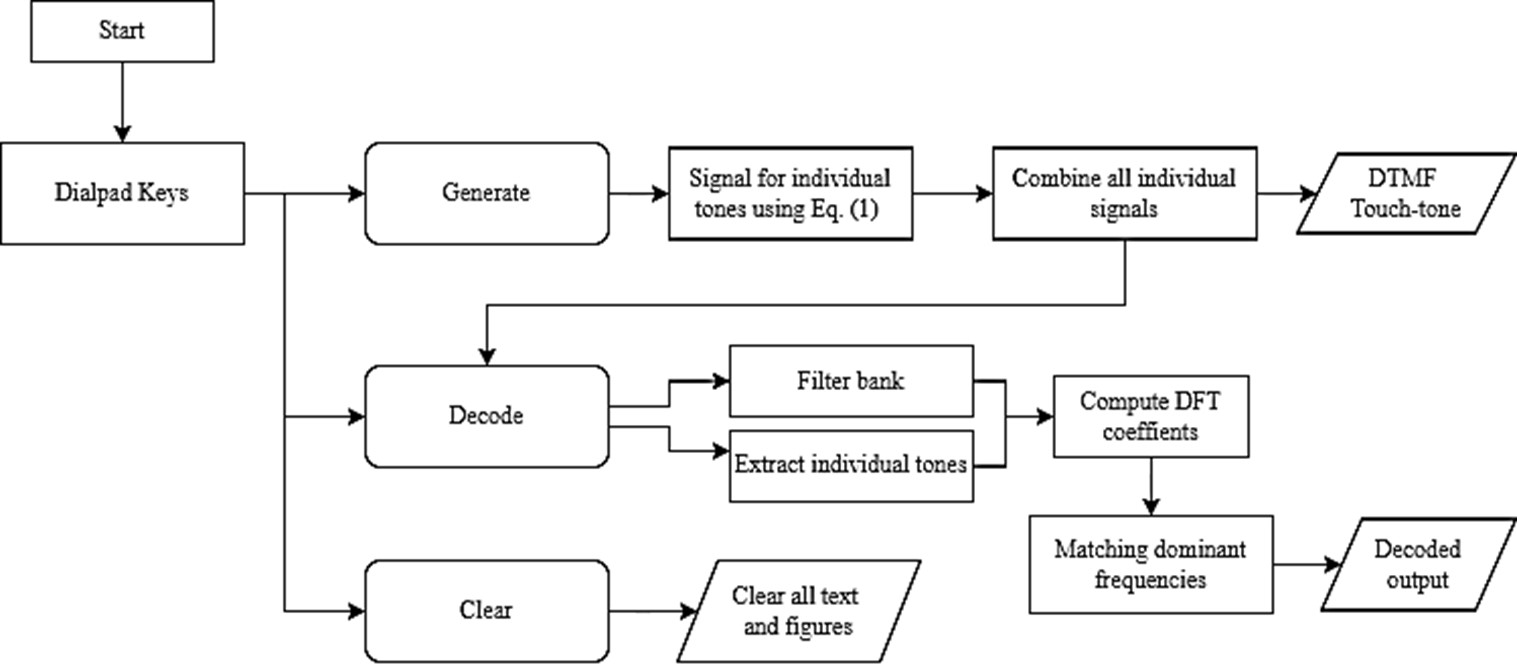 Start
Dialpad Keys
Generate
Signal for individual
tones using Eq. (1)
Combine all individual
signals
DTMF
Touch-tone
Decode
Filter bank
Extract individual tones
Compute DFT
coeffients
Matching dominant
frequencies
Decoded
output
Clear
Clear all text
and figures